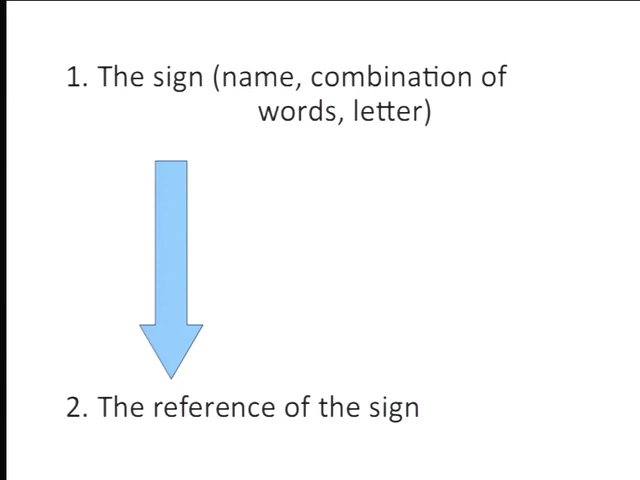 1. The sign (name, combination of
words, letter)
2. The reference of the sign